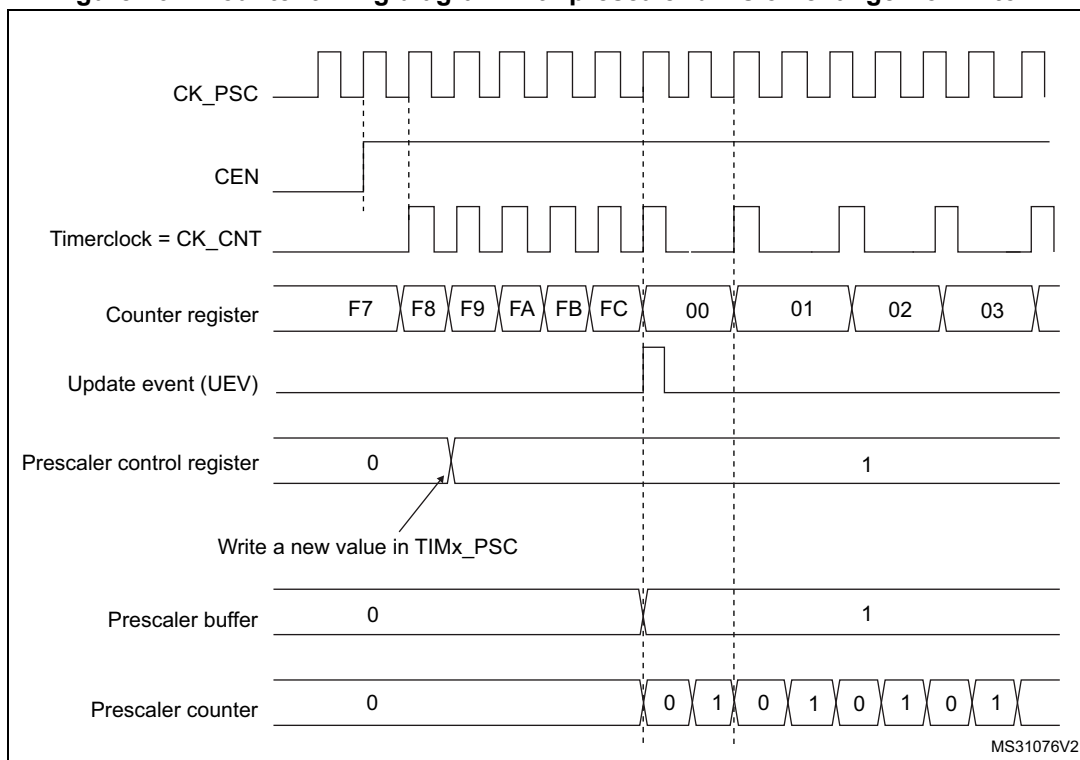 CK_PSC
CEN
Timerclock = CK_CNT
Counter register F7 F8 F9 FA FB FC 00 01 02 03
Update event (UEV)
Prescaler control register 0 1
Write a new value in TIMx_PSC
Prescaler buffer 0 1
Prescaler counter 0 0 1 0 1 0 1 0 1
MS31076V2